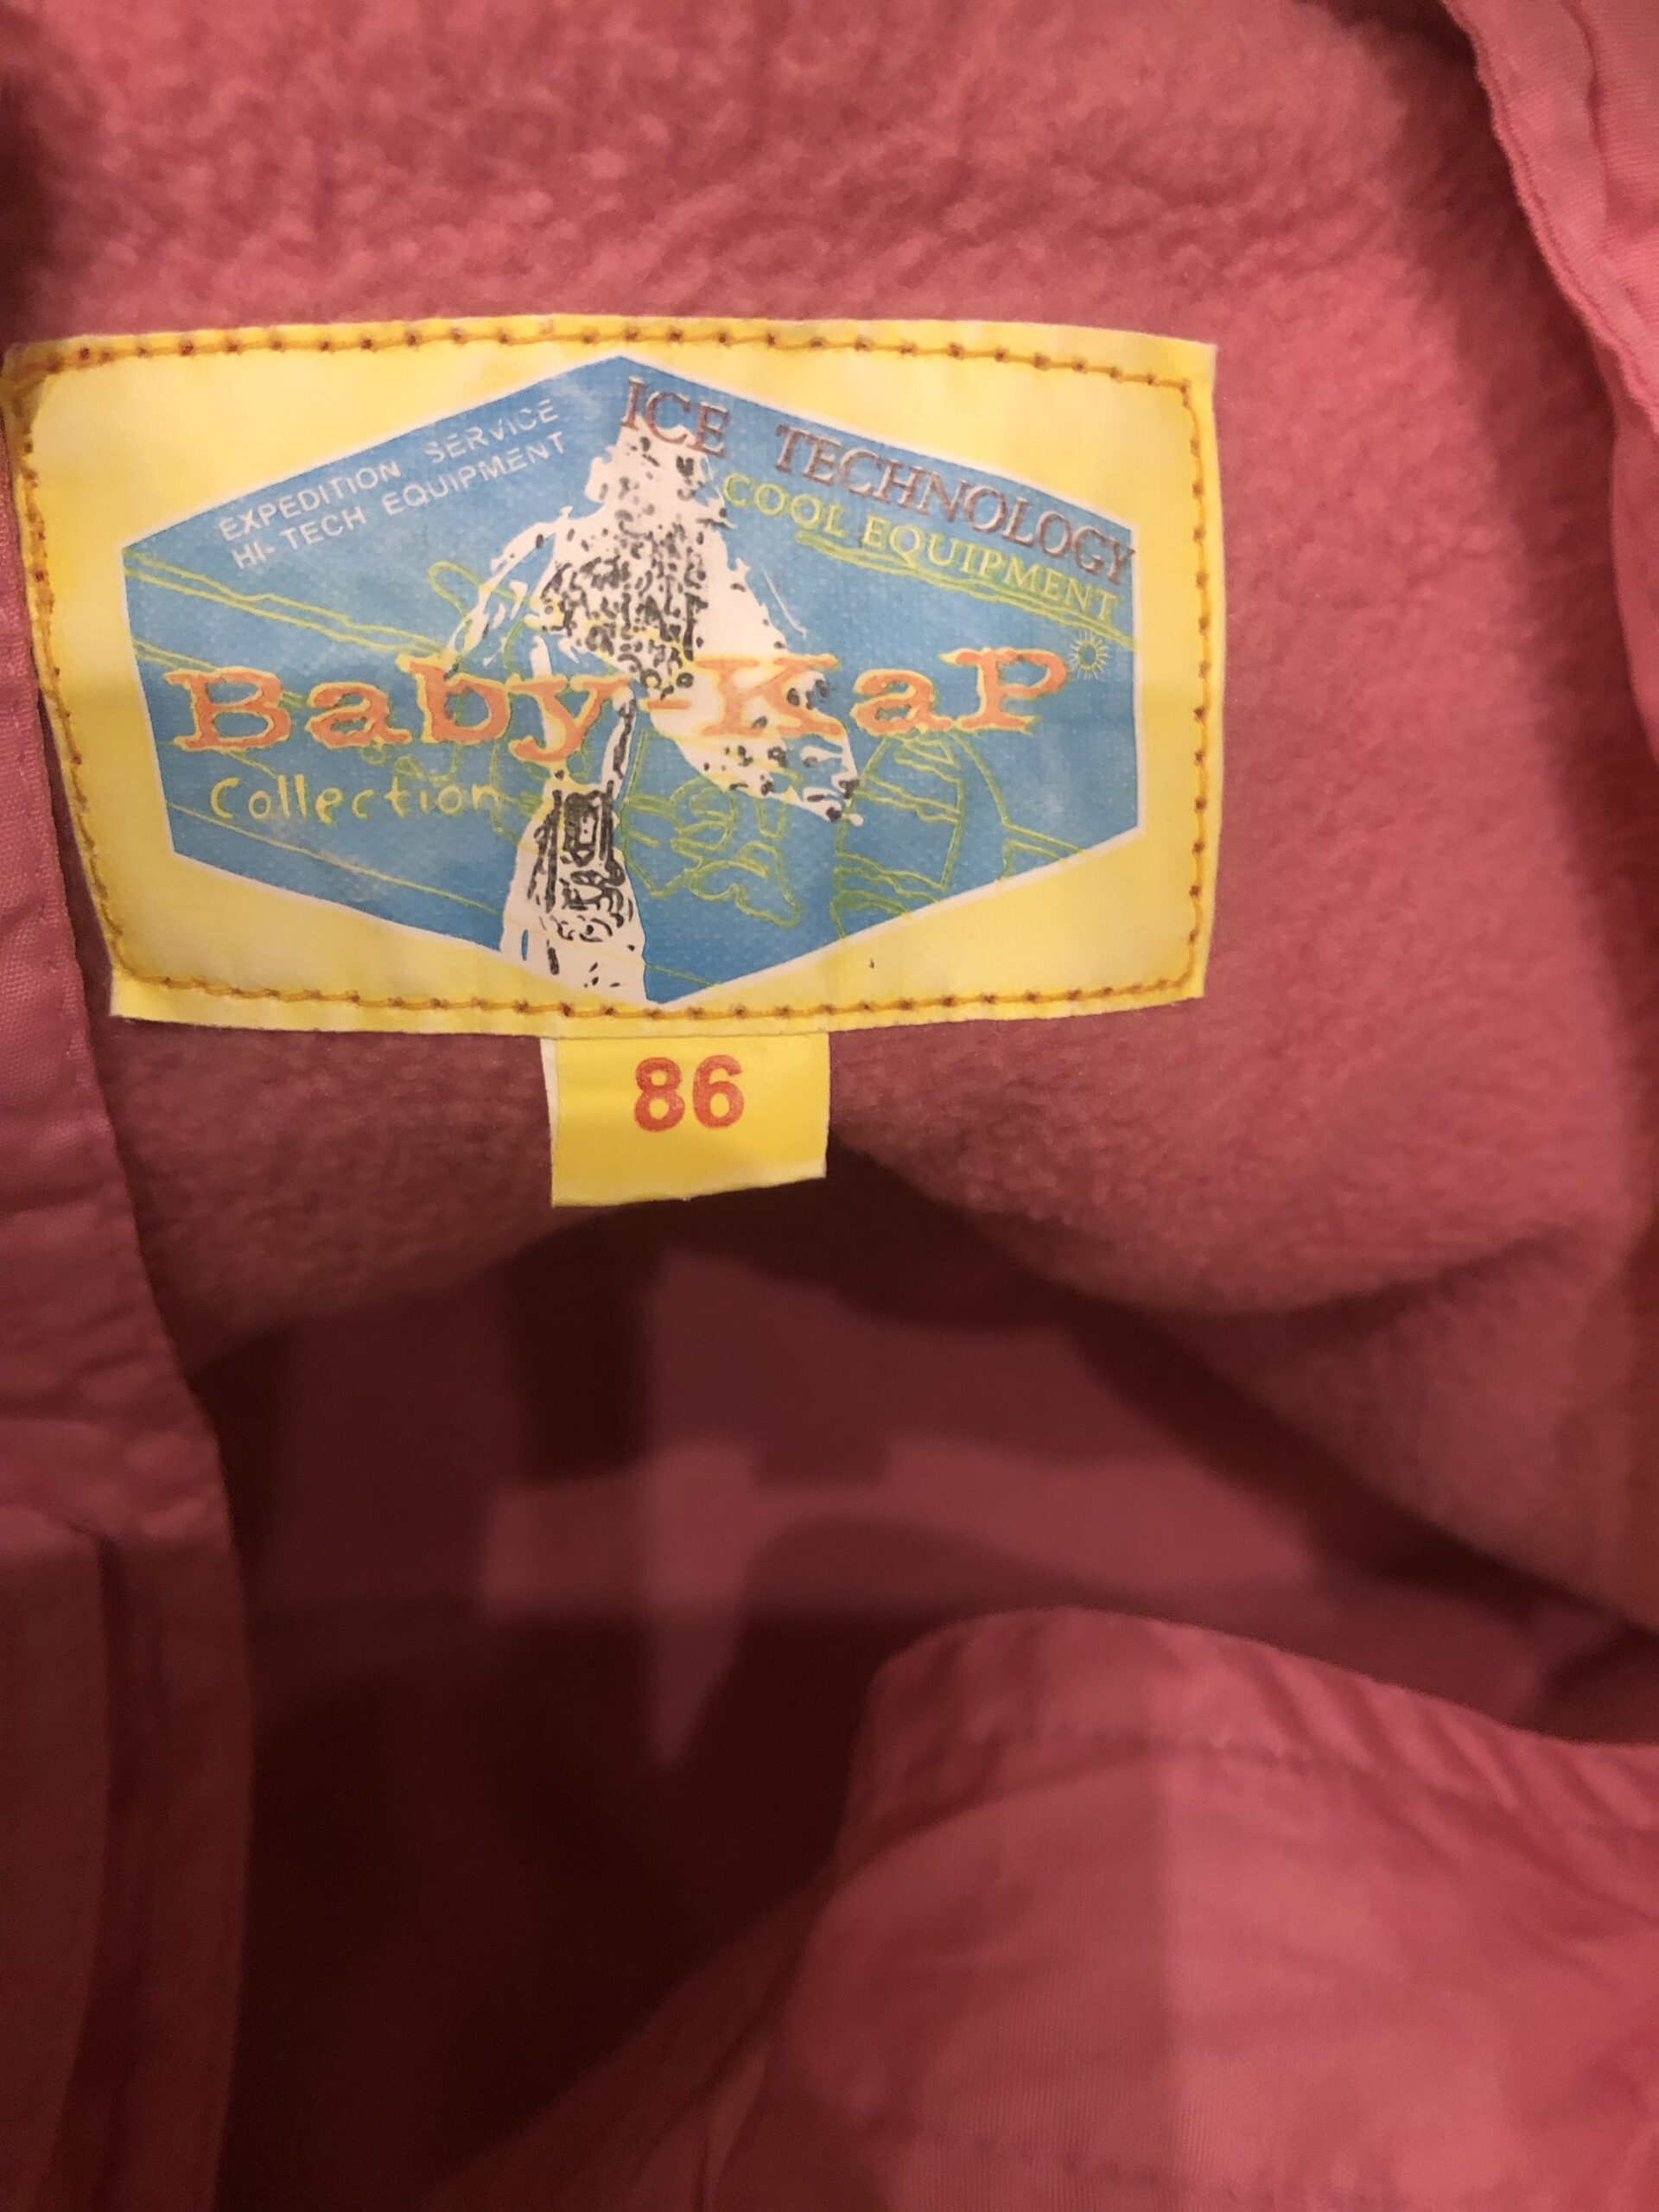 EXPEDITION SERVICE
HI-TECH EQUIPMENT
ICE TECHNOLOGY
COOL EQUIPMENT
Baby-KaP
Collection
86